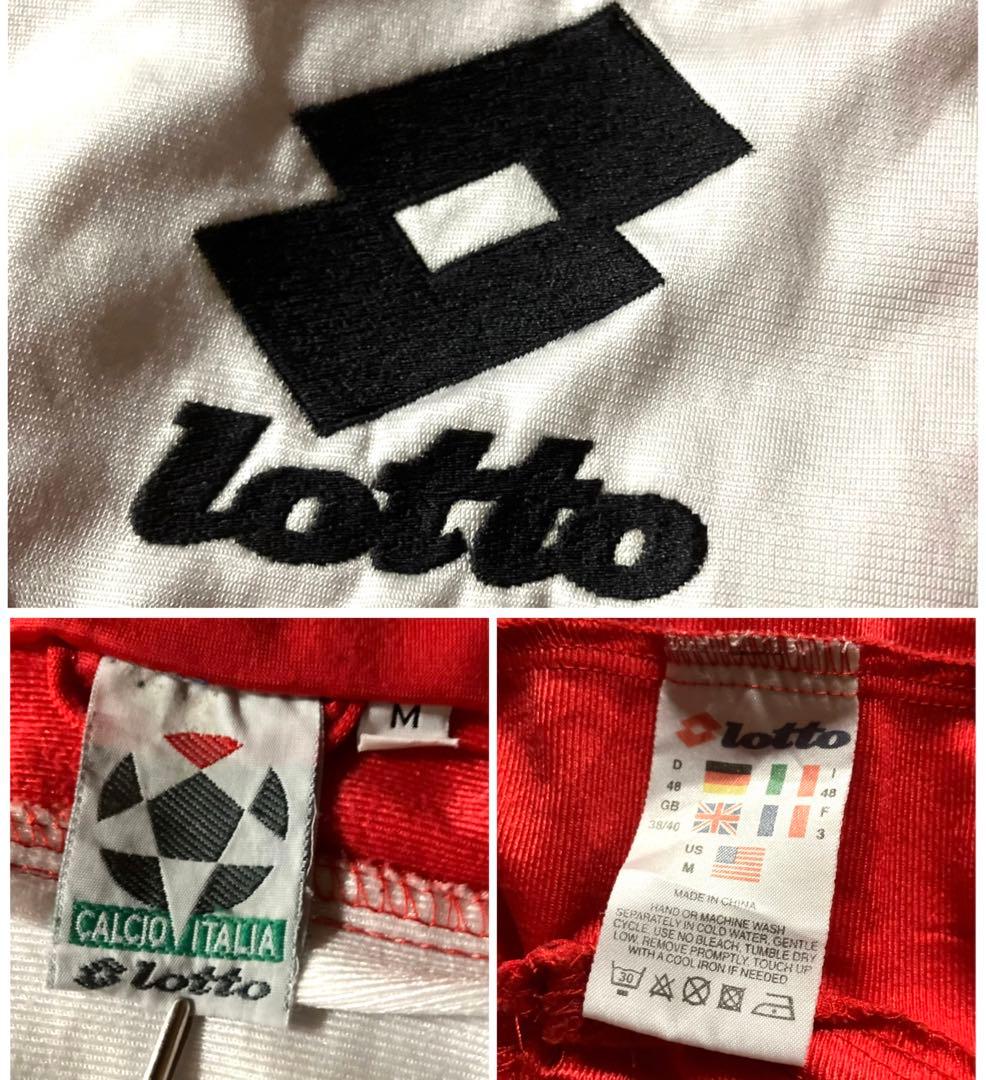 lotto
M
CALCIO ITALIA
lotto
lotto
D I
48 48
GB F
38/40 3
US
M
MADE IN CHINA
HAND OR MACHINE WASH
SEPARATELY IN COLD WATER, GENTLE
CYCLE. USE NO BLEACH. TUMBLE DRY
LOW. REMOVE PROMPTLY. TOUCH UP
WITH A COOL IRON IF NEEDED
30